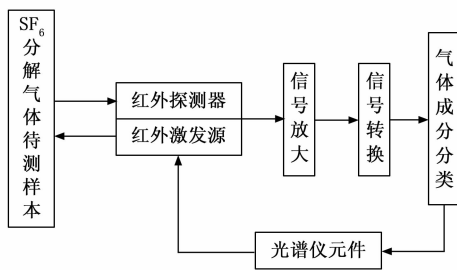 SF6分解气体待测样本
红外探测器
红外激发源
信号放大
信号转换
气体成分分类
光谱仪元件